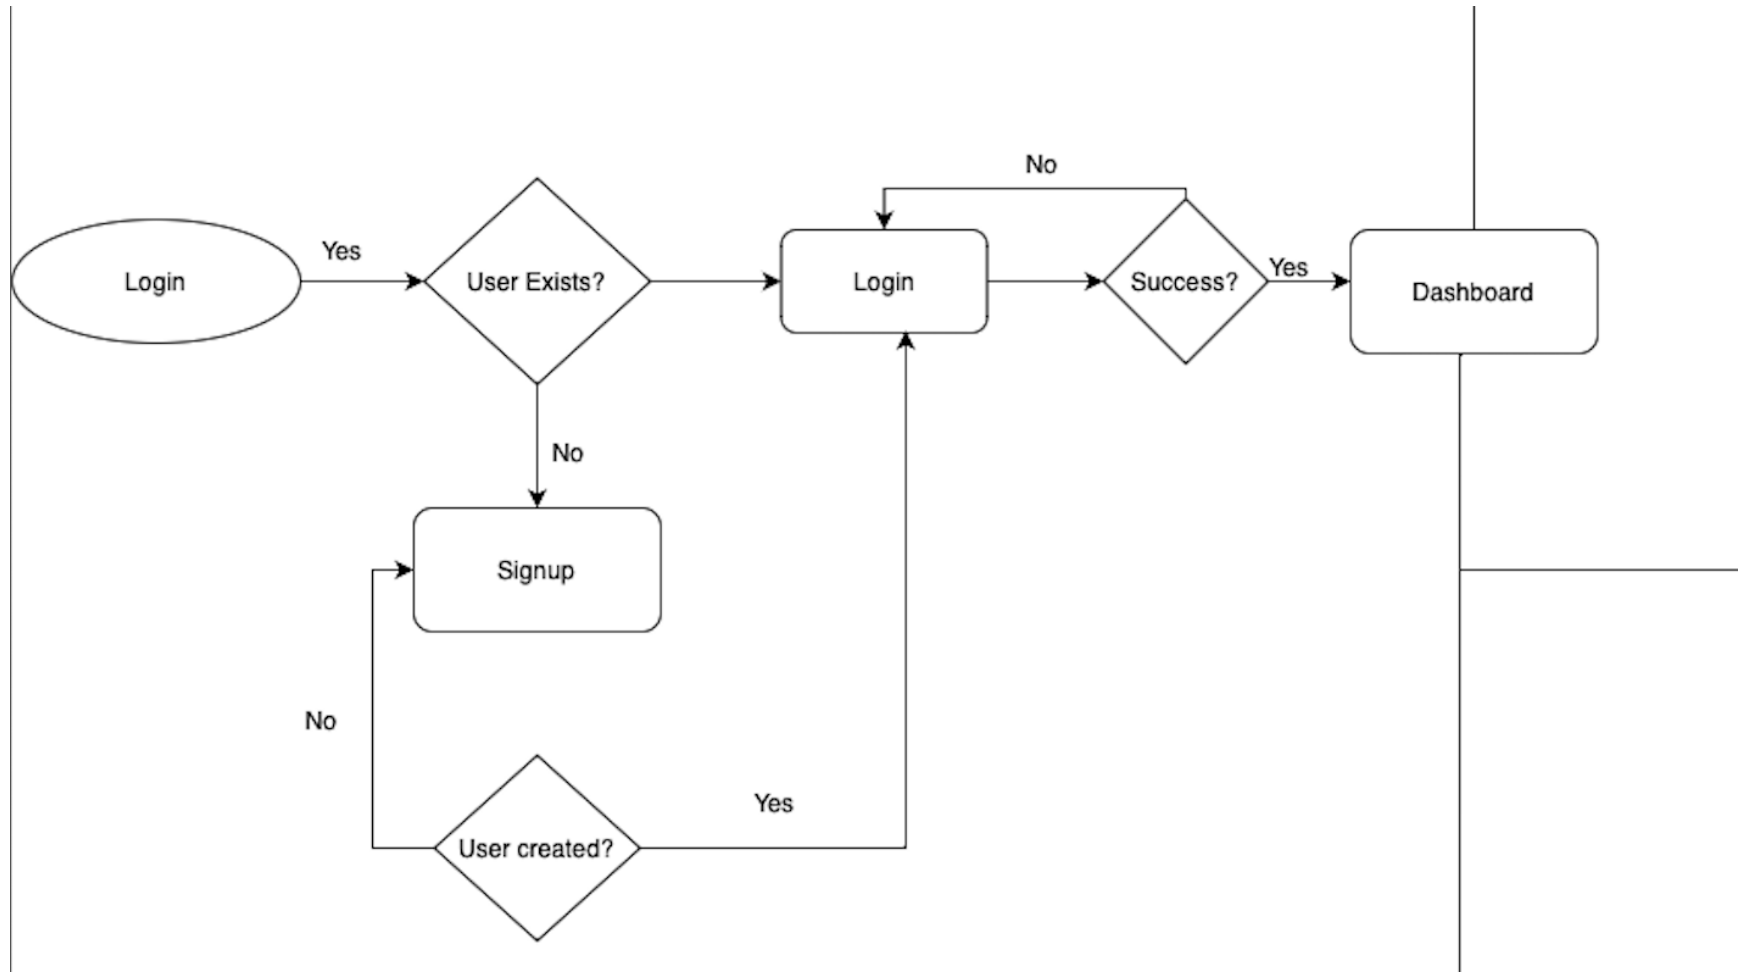 No
Yes
Login
User Exists?
Login
Success?
Yes
Dashboard
No
Signup
No
Yes
User created?